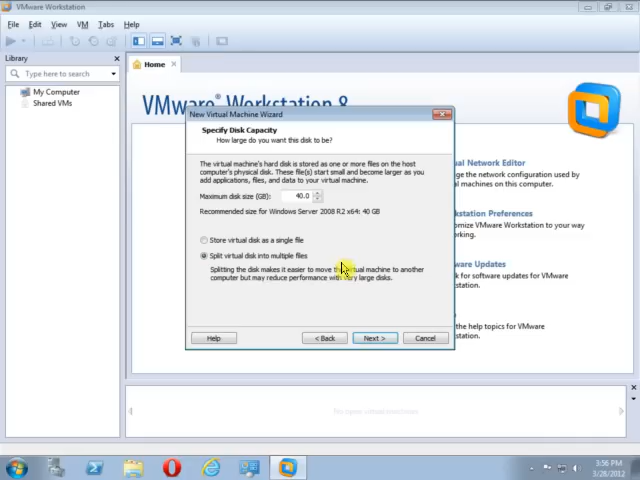 VMware Workstation
File Edit View VM Tabs Help
Library
Type here to search
My Computer
Shared VMs
Home
VMware Workstation 8
New Virtual Machine Wizard
Specify Disk Capacity
How large do you want this disk to be?
The virtual machine's hard disk is stored as one or more files on the host
computer's physical disk. These file(s) start small and become larger as you
add applications, files, and data to your virtual machine.
Maximum disk size (GB): 40.0
Recommended size for Windows Server 2008 R2 x64: 40 GB
Store virtual disk as a single file
Split virtual disk into multiple files
Splitting the disk makes it easier to move the virtual machine to another
computer but may reduce performance with very large disks.
Help
< Back
Next >
Cancel
tual Network Editor
ge the network configuration used by
al machines on this computer.
kstation Preferences
omize VMware Workstation to your way
orking.
ware Updates
k for software updates for VMware
station.
he help topics for VMware
station.
No open virtual machines
3:56 PM
3/28/2012